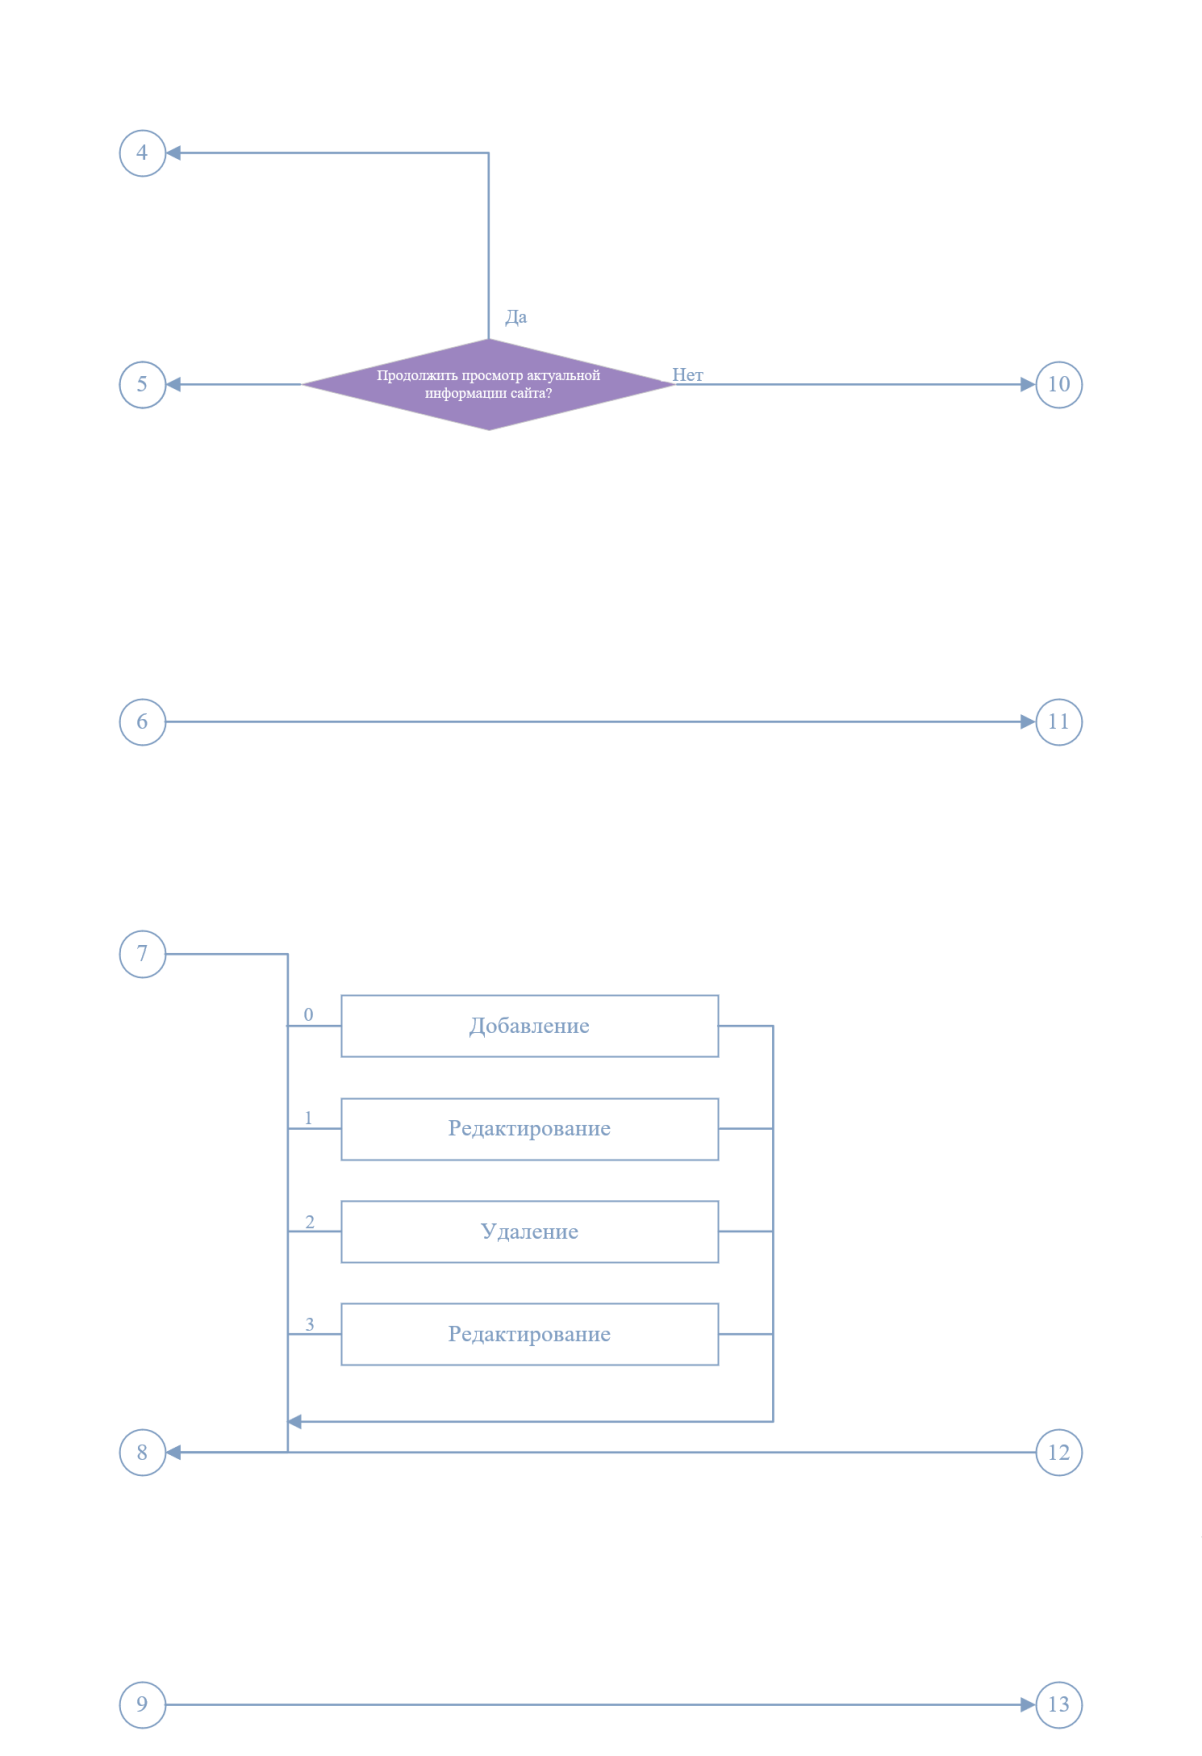 4
Да
5
Продолжить просмотр актуальной
информации сайта?
Нет
10
6
11
7
0
Добавление
1
Редактирование
2
Удаление
3
Редактирование
8
12
9
13